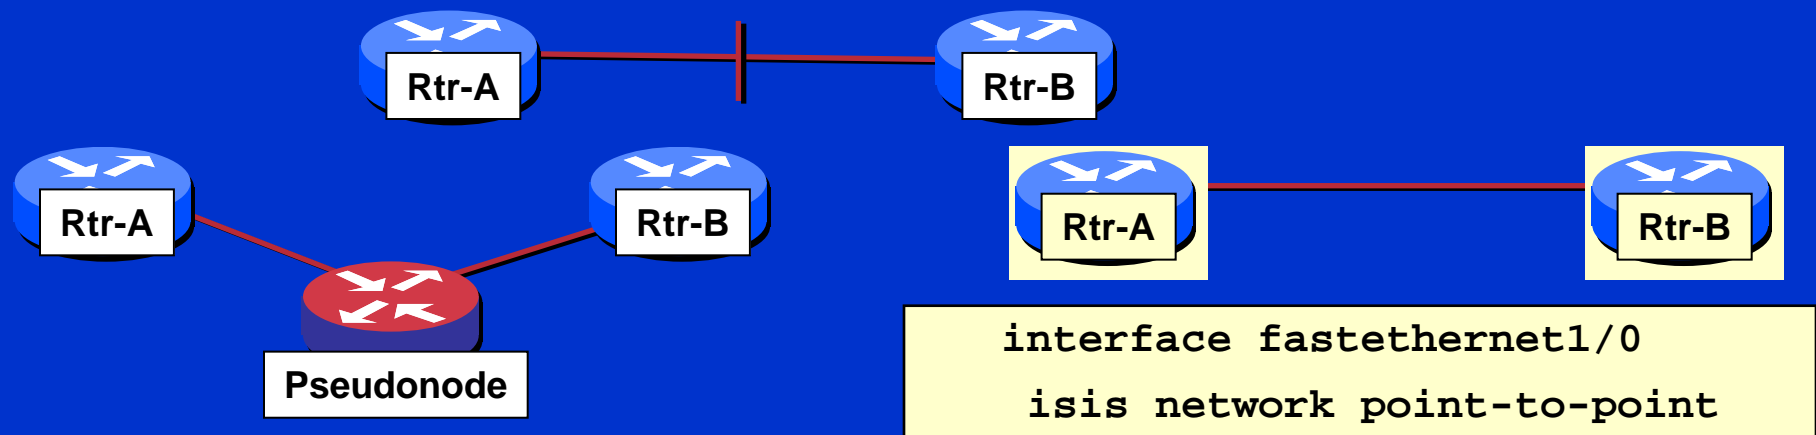 Rtr-A
Rtr-B
Rtr-A
Rtr-B
Pseudonode
Rtr-A
Rtr-B
interface fastethernet1/0
isis network point-to-point